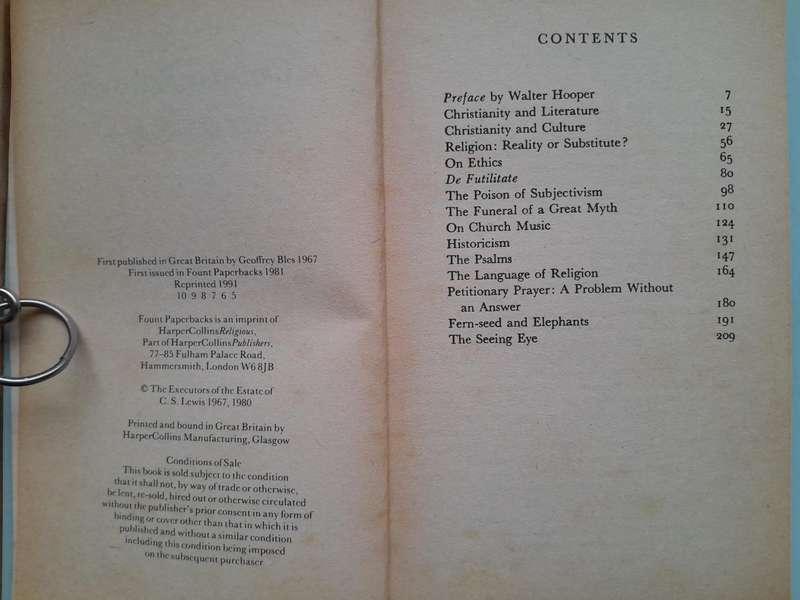 First published in Great Britain by Geoffrey Bles 1967
First issued in Fount Paperbacks 1981
Reprinted 1991
10 9 8 7 6 5
Fount Paperbacks is an imprint of
HarperCollinsReligious,
Part of HarperCollinsPublishers,
77–85 Fulham Palace Road,
Hammersmith, London W6 8JB
© The Executors of the Estate of
C. S. Lewis 1967, 1980
Printed and bound in Great Britain by
HarperCollins Manufacturing, Glasgow
Conditions of Sale
This book is sold subject to the condition
that it shall not, by way of trade or otherwise,
be lent, re-sold, hired out or otherwise circulated
without the publisher's prior consent in any form of
binding or cover other than that in which it is
published and without a similar condition
including this condition being imposed
on the subsequent purchaser
CONTENTS
Preface by Walter Hooper 7
Christianity and Literature 15
Christianity and Culture 27
Religion: Reality or Substitute? 56
On Ethics 65
De Futilitate 80
The Poison of Subjectivism 98
The Funeral of a Great Myth 110
On Church Music 124
Historicism 131
The Psalms 147
The Language of Religion 164
Petitionary Prayer: A Problem Without
an Answer 180
Fern-seed and Elephants 191
The Seeing Eye 209